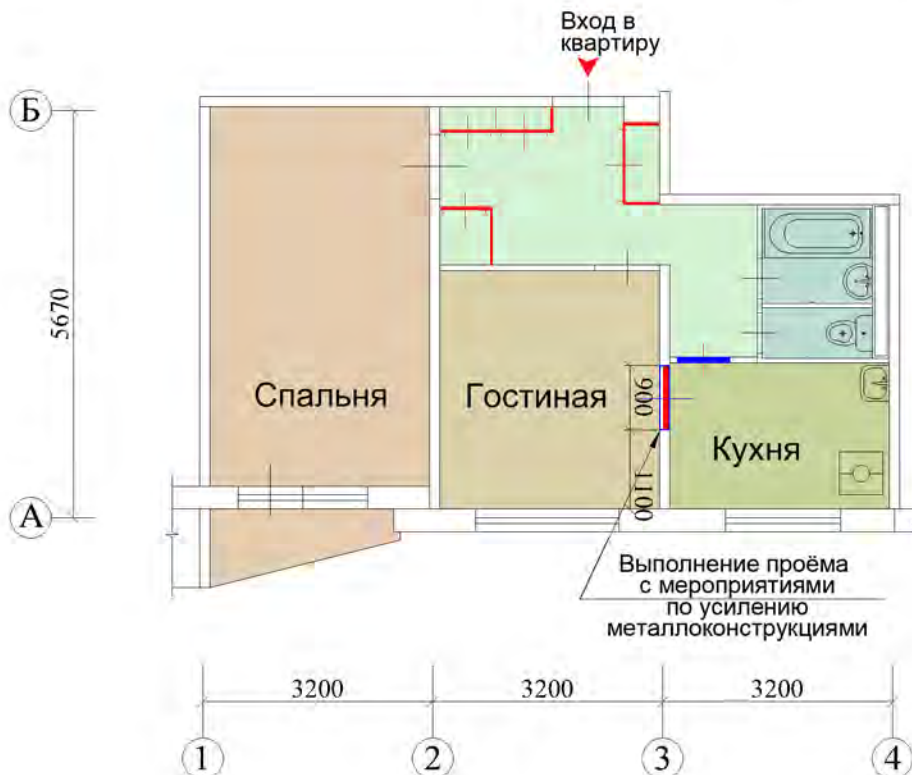 Вход в
квартиру
Б
5670
Спальня
Гостиная
900
Кухня
1100
А
Выполнение проёма
с мероприятиями
по усилению
металлоконструкциями
3200
3200
3200
1
2
3
4